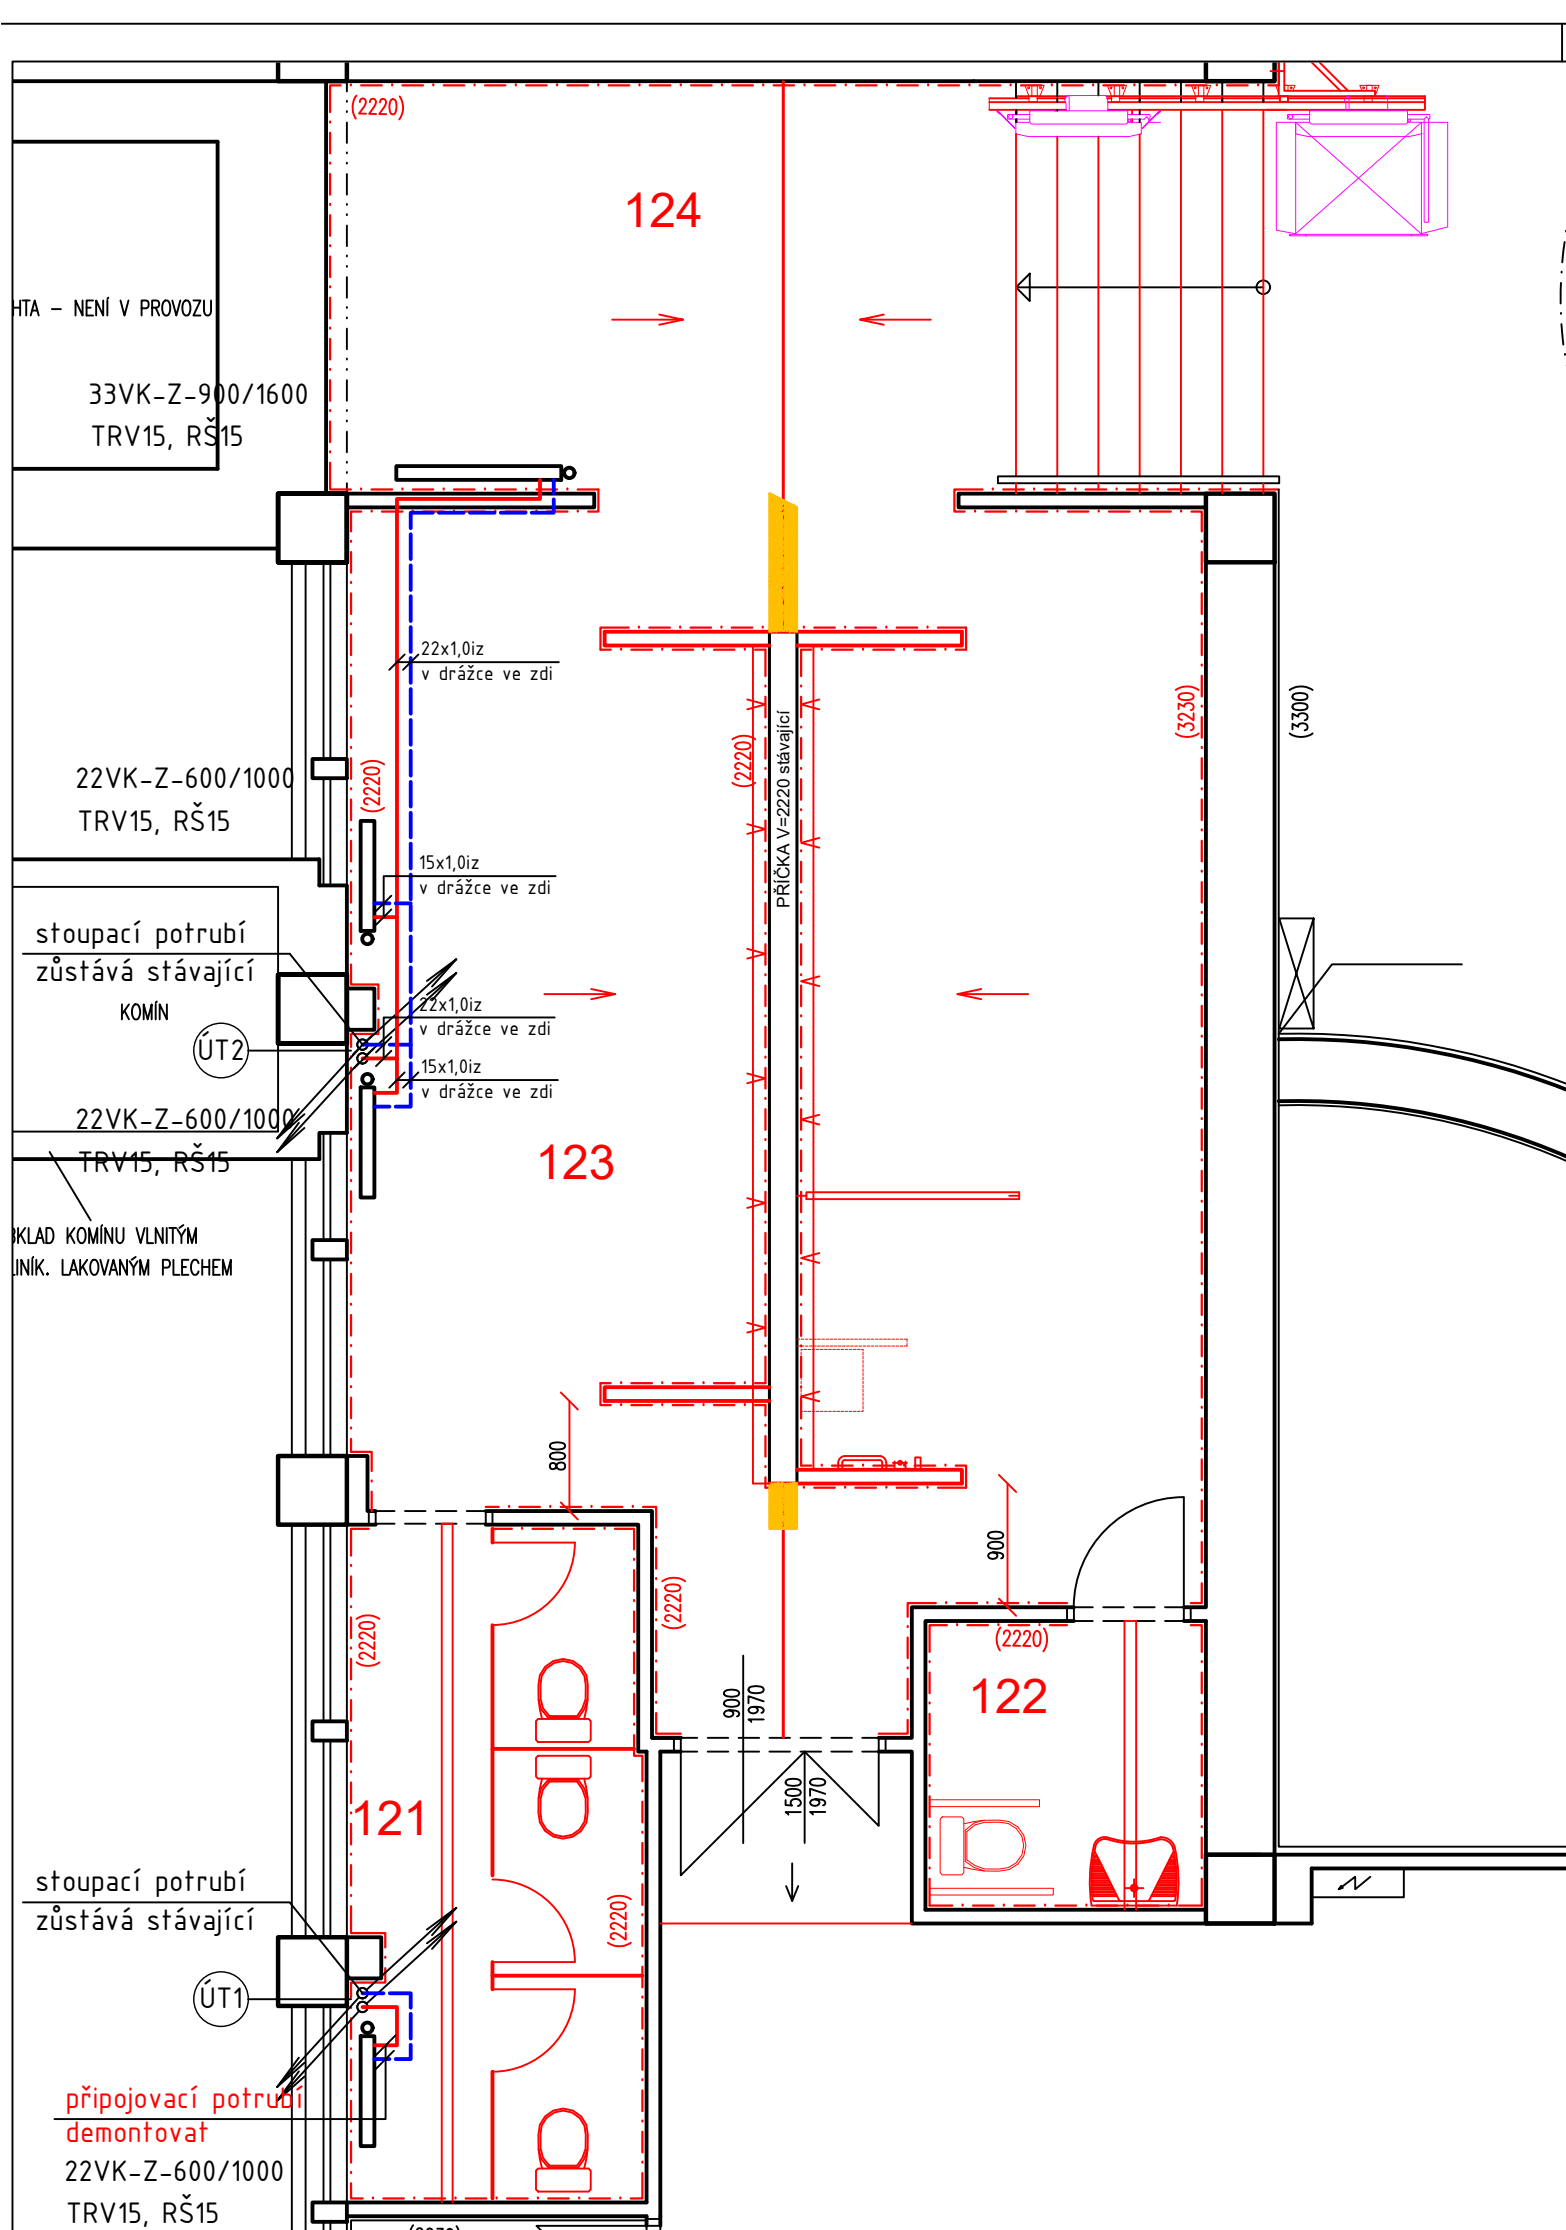 (2220)
124
HTA – NENÍ V PROVOZU
33VK-Z-900/1600
TRV15, RŠ15
22x1,0iz
v drážce ve zdi
(2220)
(2220)
PŘÍČKA V=2220 stávající
(3230)
(3300)
22VK-Z-600/1000
TRV15, RŠ15
15x1,0iz
v drážce ve zdi
stoupací potrubí
zůstává stávající
KOMÍN
22x1,0iz
v drážce ve zdi
ÚT2
15x1,0iz
v drážce ve zdi
22VK-Z-600/1000
TRV15, RŠ15
123
KLAD KOMÍNU VLNITÝM
INÍK. LAKOVANÝM PLECHEM
800
900
(2220)
(2220)
(2220)
122
900
1970
1500
1970
121
stoupací potrubí
zůstává stávající
(2220)
ÚT1
připojovací potrubí
demontovat
22VK-Z-600/1000
TRV15, RŠ15